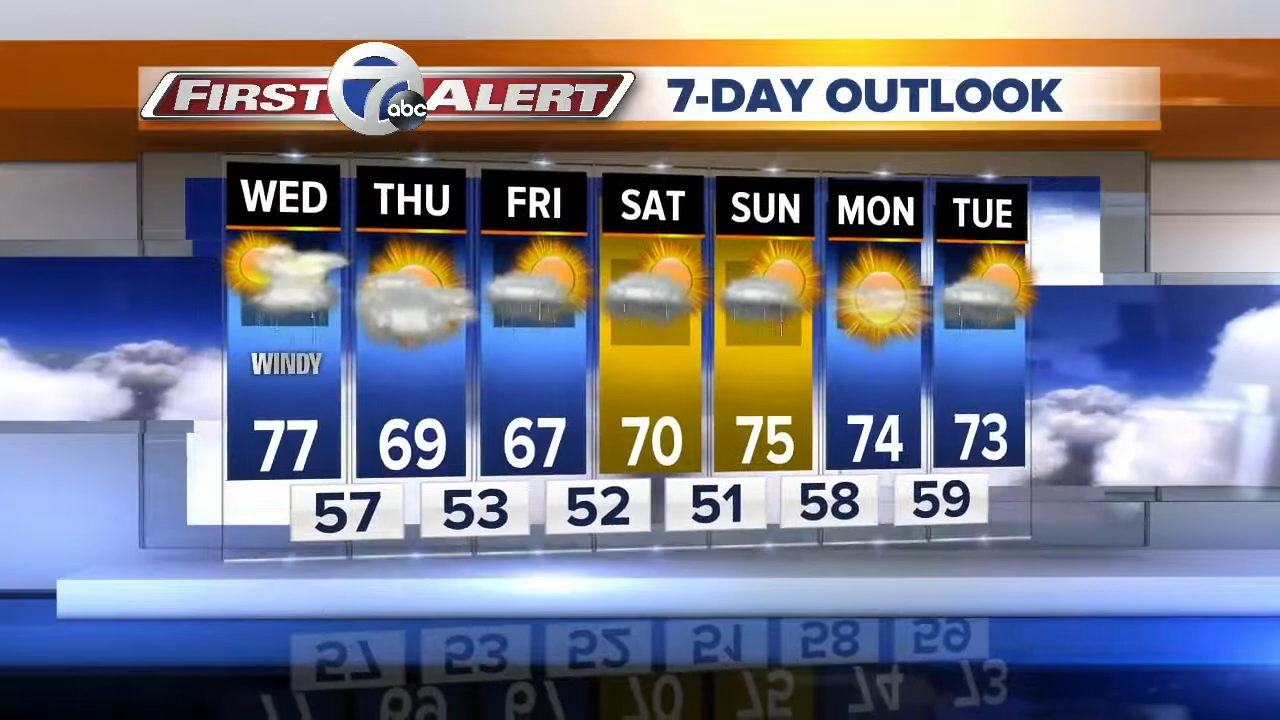 FIRST 7 abc ALERT 7-DAY OUTLOOK
WED THU FRI SAT SUN MON TUE
WINDY
77 69 67 70 75 74 73
57 53 52 51 58 59